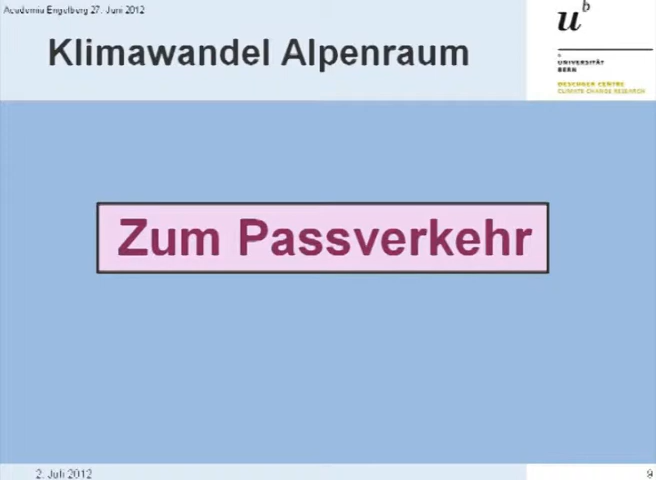 Academia Engelberg 27. Juni 2012
Klimawandel Alpenraum
u b
b
UNIVERSITÄT
BERN
OESCHGER CENTRE
CLIMATE CHANGE RESEARCH
Zum Passverkehr
2. Juli 2012
9